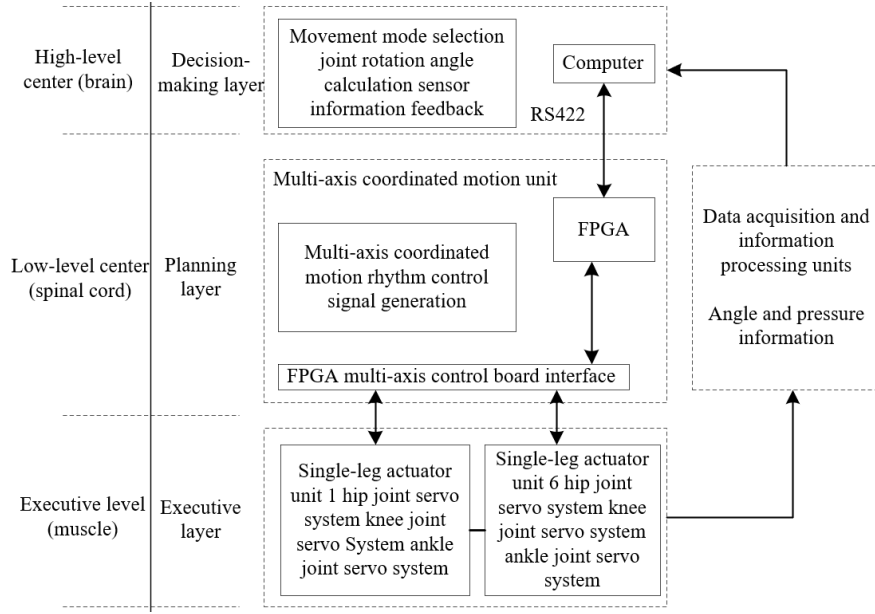 High-level
center (brain)
Decision-
making layer
Movement mode selection
joint rotation angle
calculation sensor
information feedback
Computer
RS422
Low-level center
(spinal cord)
Planning
layer
Multi-axis coordinated motion unit
FPGA
Multi-axis coordinated
motion rhythm control
signal generation
FPGA multi-axis control board interface
Data acquisition and
information
processing units
Angle and pressure
information
Executive level
(muscle)
Executive
layer
Single-leg actuator
unit 1 hip joint servo
system knee joint
servo System ankle
joint servo system
Single-leg actuator
unit 6 hip joint
servo system knee
joint servo system
ankle joint servo
system